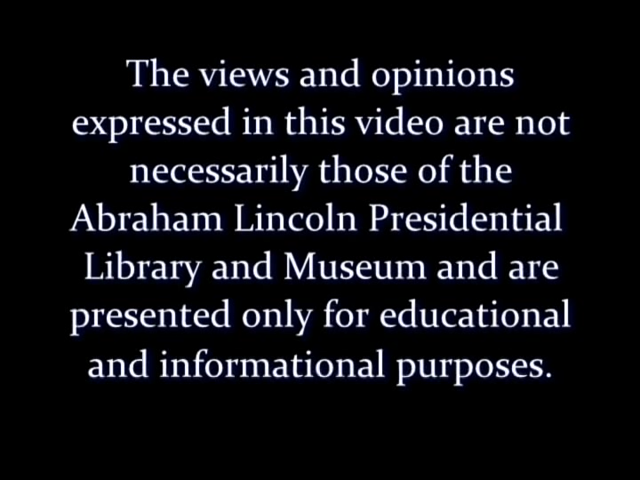 The views and opinions
expressed in this video are not
necessarily those of the
Abraham Lincoln Presidential
Library and Museum and are
presented only for educational
and informational purposes.